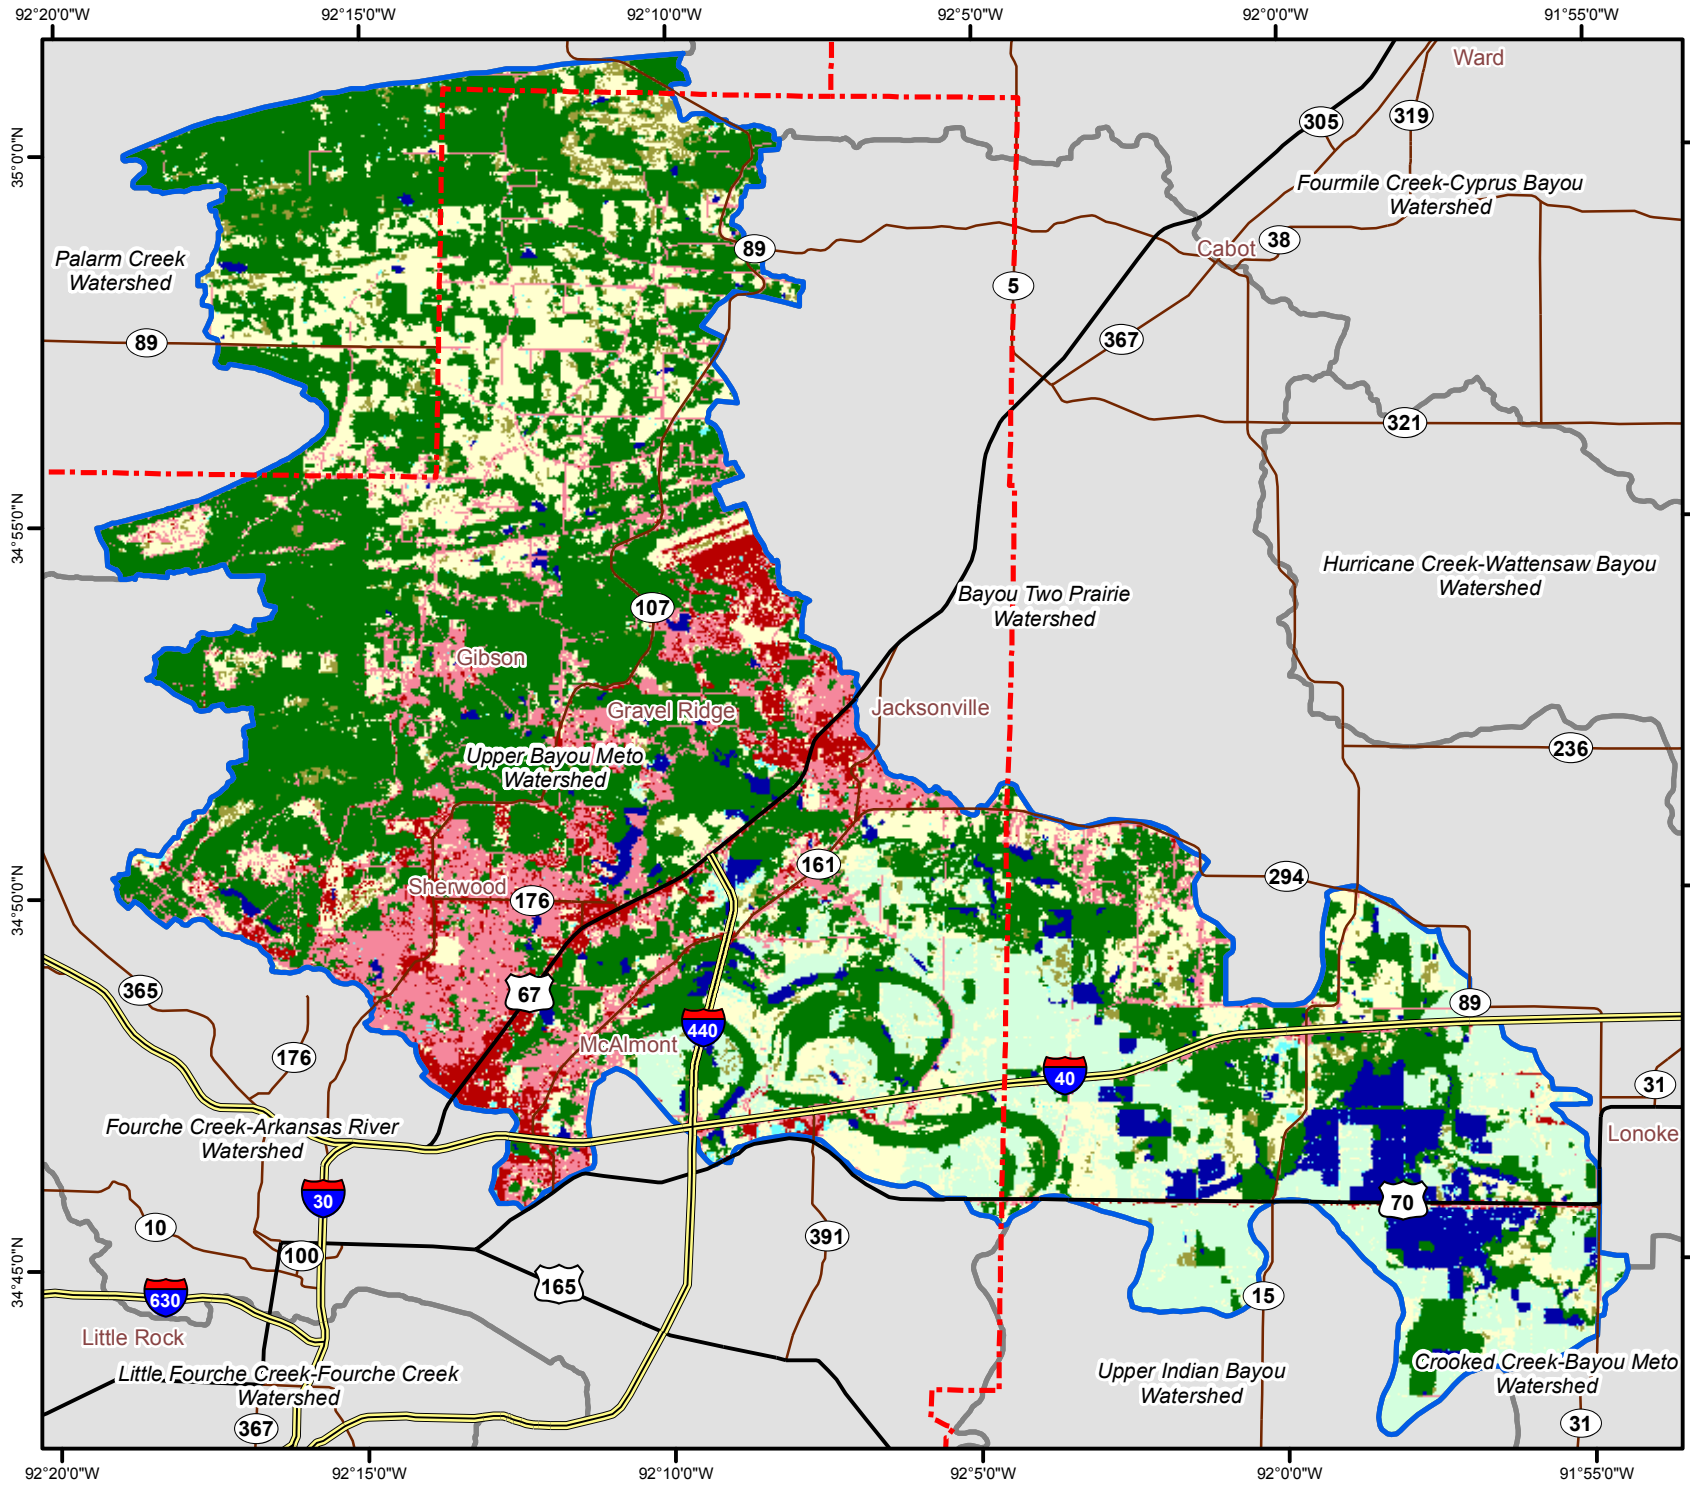 92°20'0"W 92°15'0"W 92°10'0"W 92°5'0"W 92°0'0"W 91°55'0"W
Ward
305
319
35°0'0"N
Fourmile Creek-Cyprus Bayou
Watershed
38
89
Cabot
Palarm Creek
Watershed
5
89
367
321
34°55'0"N
Hurricane Creek-Wattensaw Bayou
Watershed
Bayou Two Prairie
Watershed
107
Gibson
Gravel Ridge
Jacksonville
236
Upper Bayou Meto
Watershed
161
294
Sherwood
176
34°50'0"N
365
67
89
440
McAlmont
176
40
31
Fourche Creek-Arkansas River
Watershed
Lonoke
30
70
10
391
100
165
34°45'0"N
630
15
Little Rock
Little Fourche Creek-Fourche Creek
Watershed
Upper Indian Bayou
Watershed
Crooked Creek-Bayou Meto
Watershed
367
31
92°20'0"W 92°15'0"W 92°10'0"W 92°5'0"W 92°0'0"W 91°55'0"W